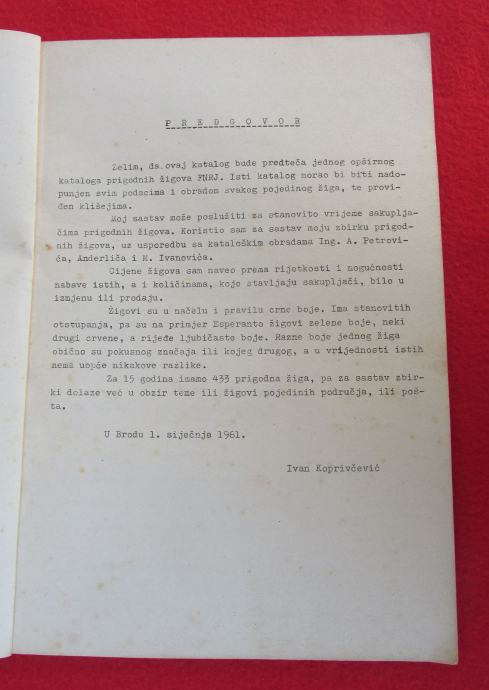 P R E D G O V O R
Želim, da ovaj katalog bude predteča jednog opširnog
kataloga prigodnih žigova FNRJ. Isti katalog morao bi biti nado-
punjen svim podacima i obradom svakog pojedinog žiga, te provi-
đen klišejima.
Moj sastav može poslužiti za stanovito vrijeme sakuplja-
čima prigodnih žigova. Koristio sam za sastav moju zbirku prigod-
nih žigova, uz usporedbu sa kataloškim obradama Ing. A. Petrovi-
ća, Anderliča i M. Ivanovića.
Cijene žigova sam naveo prema rijetkosti i mogućnosti
nabave istih, a i količinama, koje stavljaju sakupljači, bilo u
izmjenu ili prodaju.
Žigovi su u načelu i pravilu crne boje. Ima stanovitih
otstupanja, pa su na primjer Esperanto žigovi zelene boje, neki
drugi crvene, a rijeđe ljubičaste boje. Razne boje jednog žiga
obično su pokusnog značaja ili kojeg drugog, a u vrijednosti istih
nema uopće nikakove razlike.
Za 15 godina imamo 433 prigodna žiga, pa za sastav zbir-
ki dolaze već u obzir teme ili žigovi pojedinih područja, ili poš-
ta.
U Brodu 1. siječnja 1961.
Ivan Koprivčević